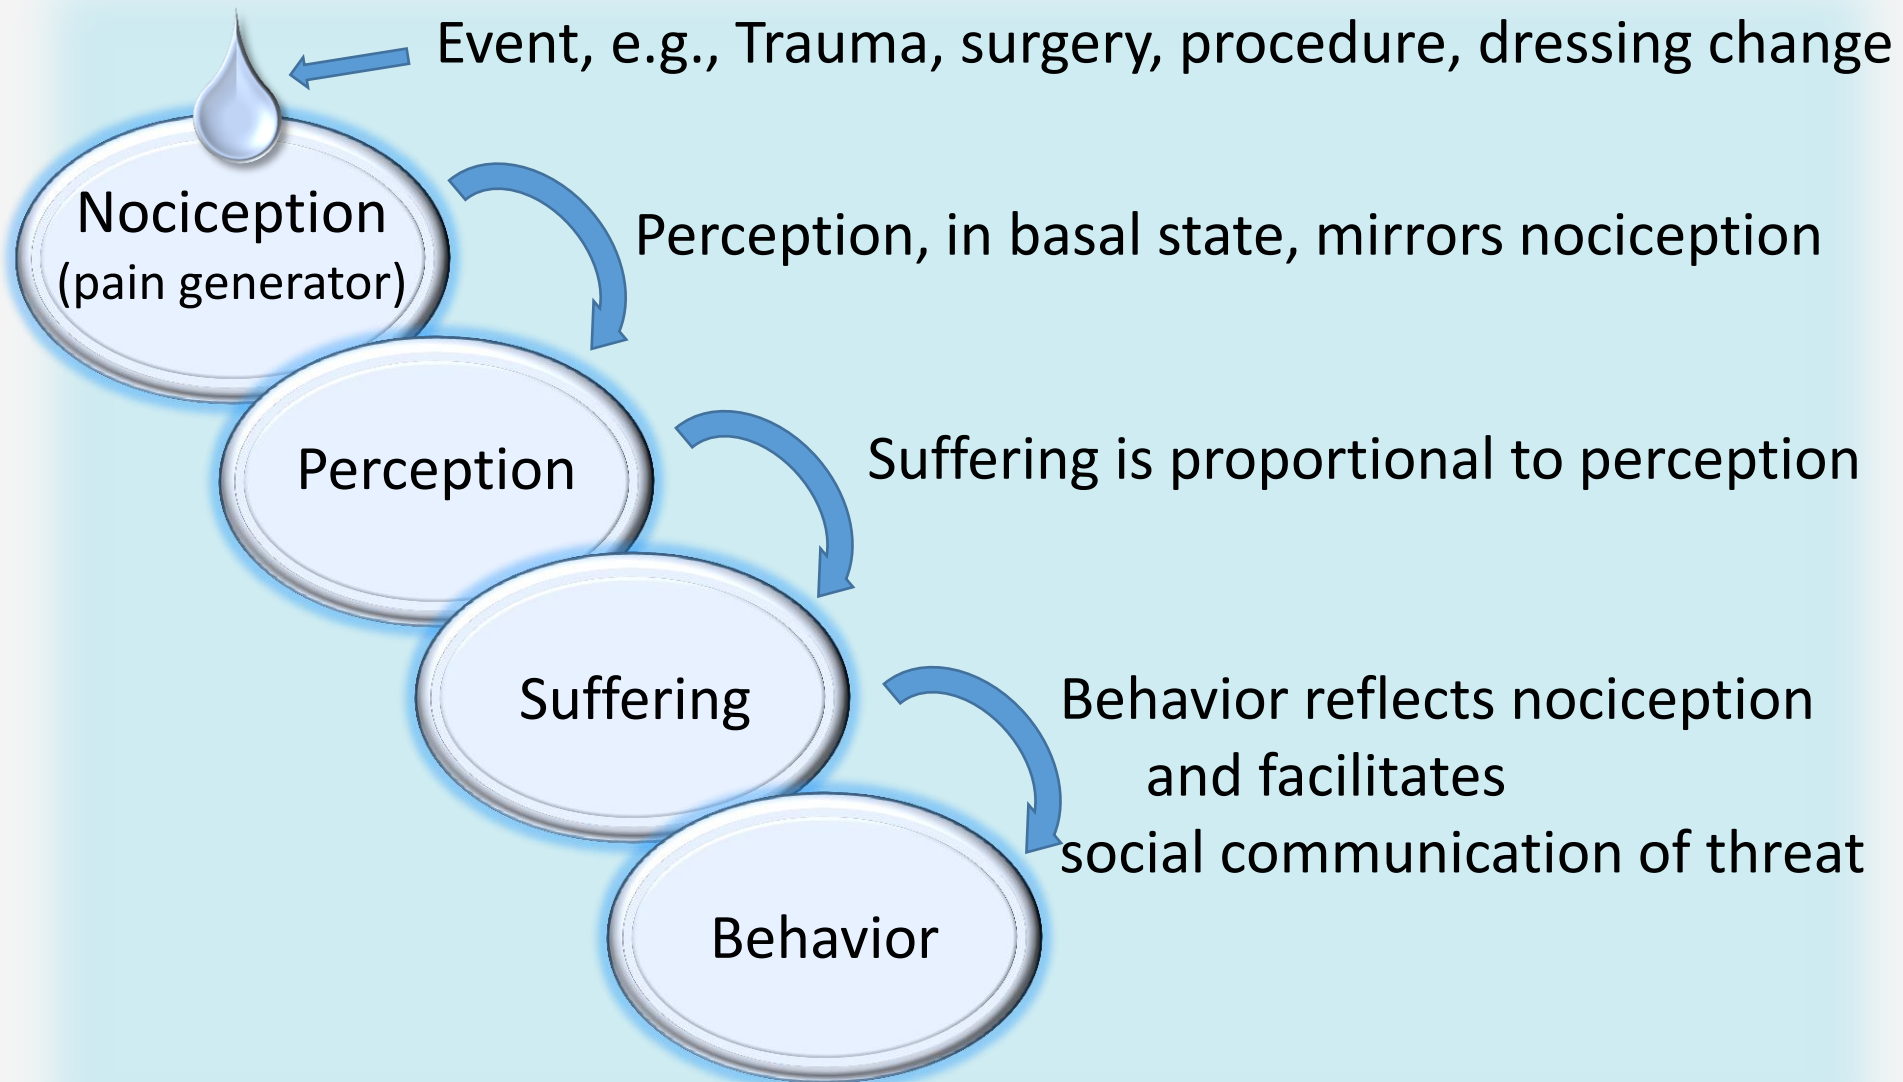 Event, e.g., Trauma, surgery, procedure, dressing change
Nociception
(pain generator)
Perception, in basal state, mirrors nociception
Perception
Suffering is proportional to perception
Suffering
Behavior reflects nociception
and facilitates
social communication of threat
Behavior